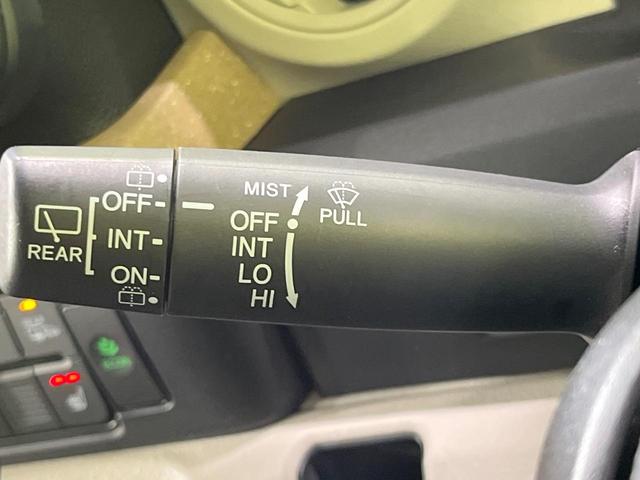 MIST
OFF-
OFF
PULL
INT-
INT
REAR
ON-
LO
HI